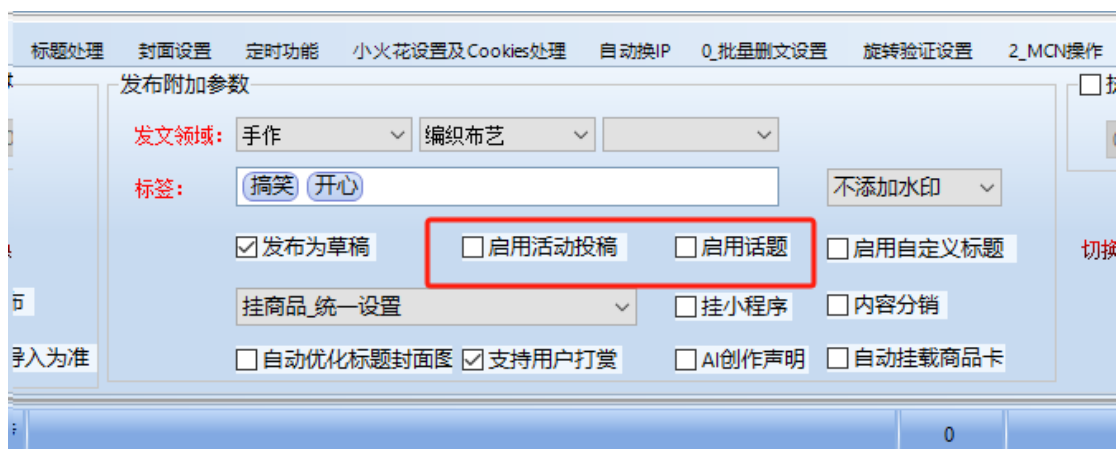 标题处理 封面设置 定时功能 小火花设置及Cookies处理 自动换IP 0_批量删文设置 旋转验证设置 2_MCN操作
发布附加参数
发文领域: 手作 编织布艺
标签: 搞笑 开心 不添加水印
发布为草稿 启用活动投稿 启用话题 启用自定义标题 切换
布 挂商品_统一设置 挂小程序 内容分销
导入为准 自动优化标题封面图 支持用户打赏 AI创作声明 自动挂载商品卡
0